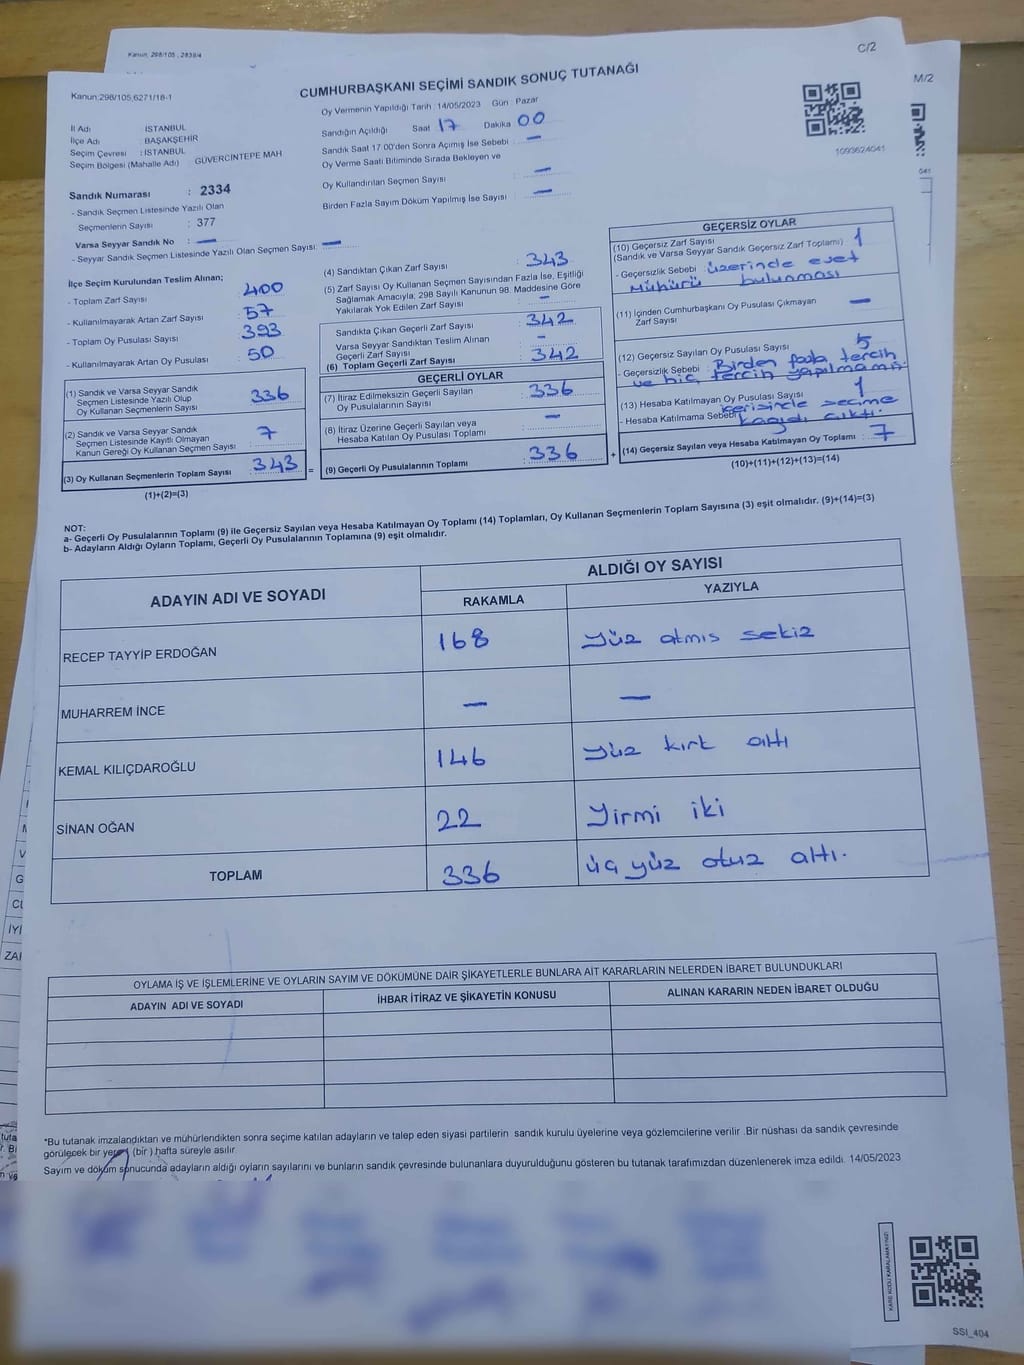 Kanun; 298/105 , 2839/4
C/2
M/2
Kanun;298/105,6271/18-1
CUMHURBAŞKANI SEÇİMİ SANDIK SONUÇ TUTANAĞI
İl Adı : İSTANBUL
İlçe Adı : BAŞAKŞEHİR
Seçim Çevresi : İSTANBUL
Seçim Bölgesi (Mahalle Adı) : GÜVERCİNTEPE MAH
Sandık Numarası : 2334
- Sandık Seçmen Listesinde Yazılı Olan
Seçmenlerin Sayısı : 377
Varsa Seyyar Sandık No : —
- Seyyar Sandık Seçmen Listesinde Yazılı Olan Seçmen Sayısı: —
Oy Vermenin Yapıldığı Tarih : 14/05/2023 Gün : Pazar
Sandığın Açıldığı Saat 17 Dakika 00
Sandık Saat 17 00'den Sonra Açımış İse Sebebi : —
Oy Verme Saati Bitiminde Sırada Bekleyen ve
Oy Kullandırılan Seçmen Sayısı : —
Birden Fazla Sayım Döküm Yapılmış İse Sayısı : —
1093624041
041
İlçe Seçim Kurulundan Teslim Alınan;
- Toplam Zarf Sayısı 400
- Kullanılmayarak Artan Zarf Sayısı 57
- Toplam Oy Pusulası Sayısı 393
- Kullanılmayarak Artan Oy Pusulası 50
(1) Sandık ve Varsa Seyyar Sandık
Seçmen Listesinde Yazılı Olup
Oy Kullanan Seçmenlerin Sayısı 336
(2) Sandık ve Varsa Seyyar Sandık
Seçmen Listesinde Kayıtlı Olmayan
Kanun Gereği Oy Kullanan Seçmen Sayısı 7
(3) Oy Kullanan Seçmenlerin Toplam Sayısı 343 =
(1)+(2)=(3)
(4) Sandıktan Çıkan Zarf Sayısı 343
(5) Zarf Sayısı Oy Kullanan Seçmen Sayısından Fazla İse, Eşitliği
Sağlamak Amacıyla; 298 Sayılı Kanunun 98. Maddesine Göre
Yakılarak Yok Edilen Zarf Sayısı : —
Sandıkta Çıkan Geçerli Zarf Sayısı 342
Varsa Seyyar Sandıktan Teslim Alınan
Geçerli Zarf Sayısı —
(6) Toplam Geçerli Zarf Sayısı 342
GEÇERLİ OYLAR
(7) İtiraz Edilmeksizin Geçerli Sayılan
Oy Pusulalarının Sayısı 336
(8) İtiraz Üzerine Geçerli Sayılan veya
Hesaba Katılan Oy Pusulası Toplamı —
(9) Geçerli Oy Pusulalarının Toplamı 336 +
GEÇERSİZ OYLAR
(10) Geçersiz Zarf Sayısı
(Sandık ve Varsa Seyyar Sandık Geçersiz Zarf Toplamı) 1
- Geçersizlik Sebebi : üzerinde evet
mührü bulunması
(11) İçinden Cumhurbaşkanı Oy Pusulası Çıkmayan
Zarf Sayısı —
(12) Geçersiz Sayılan Oy Pusulası Sayısı 5
- Geçersizlik Sebebi : Birden fazla tercih
ve hiç tercih yapılmamış.
(13) Hesaba Katılmayan Oy Pusulası Sayısı 1
- Hesaba Katılmama Sebebi içerisinde seçime
kagıdı çıktı.
(14) Geçersiz Sayılan veya Hesaba Katılmayan Oy Toplamı : 7
(10)+(11)+(12)+(13)=(14)
NOT:
a- Geçerli Oy Pusulalarının Toplamı (9) ile Geçersiz Sayılan veya Hesaba Katılmayan Oy Toplamı (14) Toplamları, Oy Kullanan Seçmenlerin Toplam Sayısına (3) eşit olmalıdır. (9)+(14)=(3)
b- Adayların Aldığı Oyların Toplamı, Geçerli Oy Pusulalarının Toplamına (9) eşit olmalıdır.
ADAYIN ADI VE SOYADI
ALDIĞI OY SAYISI
RAKAMLA YAZIYLA
RECEP TAYYİP ERDOĞAN 168 yüz atmıs sekiz
MUHARREM İNCE — —
KEMAL KILIÇDAROĞLU 146 yüz kırk altı
SİNAN OĞAN 22 Yirmi iki
TOPLAM 336 üç yüz otuz altı.
OYLAMA İŞ VE İŞLEMLERİNE VE OYLARIN SAYIM VE DÖKÜMÜNE DAİR ŞİKAYETLERLE BUNLARA AİT KARARLARIN NELERDEN İBARET BULUNDUKLARI
ADAYIN ADI VE SOYADI İHBAR İTİRAZ VE ŞİKAYETİN KONUSU ALINAN KARARIN NEDEN İBARET OLDUĞU
*Bu tutanak imzalandıktan ve mühürlendikten sonra seçime katılan adayların ve talep eden siyasi partilerin sandık kurulu üyelerine veya gözlemcilerine verilir .Bir nüshası da sandık çevresinde
görülecek bir yere (bir ) hafta süreyle asılır.
Sayım ve döküm sonucunda adayların aldığı oyların sayılarını ve bunların sandık çevresinde bulunanlara duyurulduğunu gösteren bu tutanak tarafımızdan düzenlenerek imza edildi. 14/05/2023
KARE KODU KARALAMAYINIZ!
SSI_404